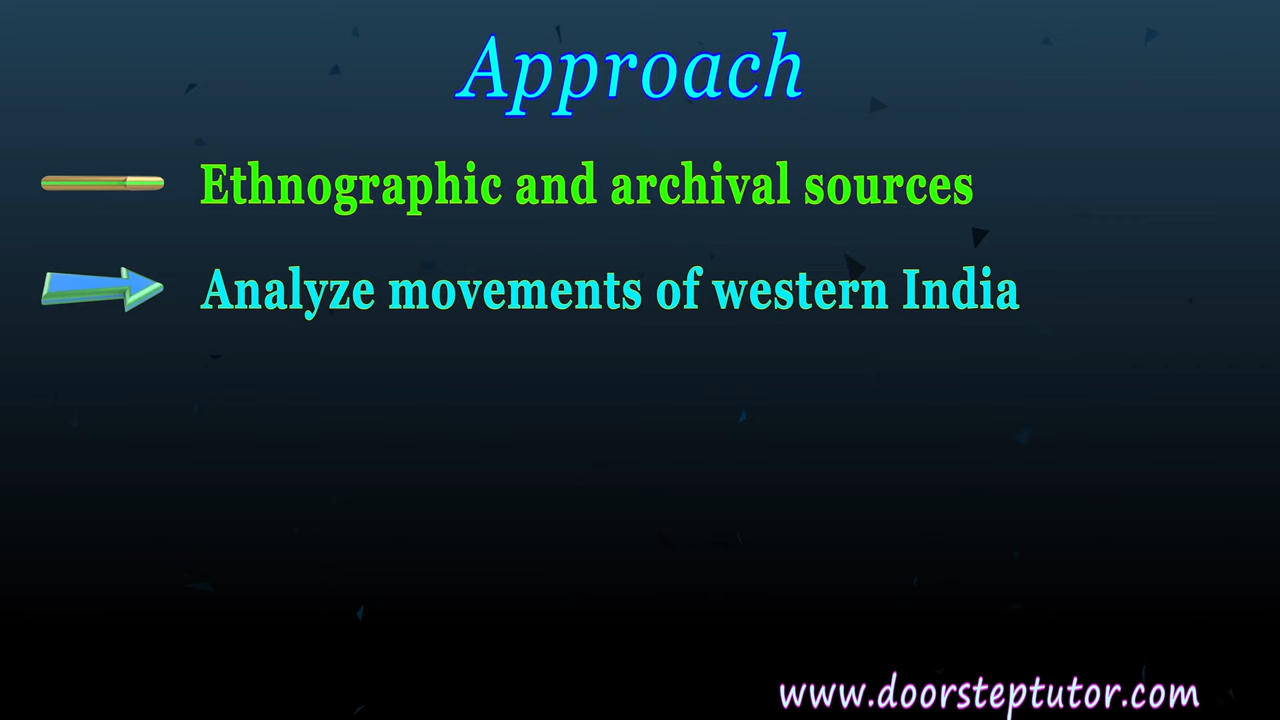 Approach
Ethnographic and archival sources
Analyze movements of western India
www.doorsteptutor.com